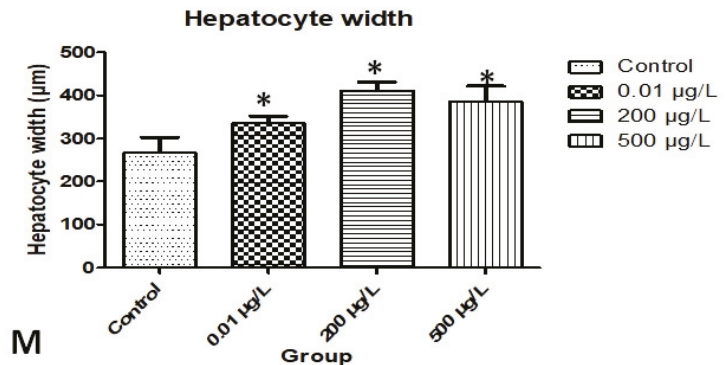 Hepatocyte width
Hepatocyte width (µm)
500
400
300
200
100
0
*
*
*
Control
0.01 µg/L
200 µg/L
500 µg/L
Group
Control
0.01 µg/L
200 µg/L
500 µg/L
M